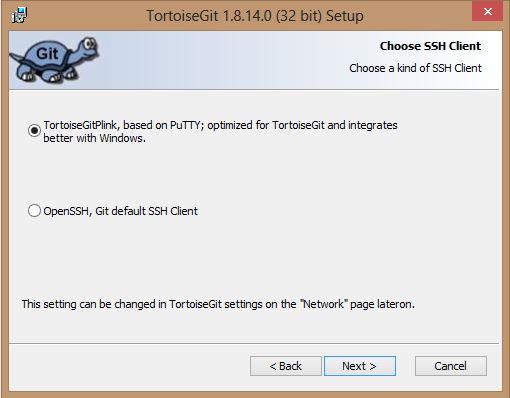 TortoiseGit 1.8.14.0 (32 bit) Setup
Git
Choose SSH Client
Choose a kind of SSH Client
TortoiseGitPlink, based on PuTTY; optimized for TortoiseGit and integrates
better with Windows.
OpenSSH, Git default SSH Client
This setting can be changed in TortoiseGit settings on the "Network" page lateron.
< Back
Next >
Cancel